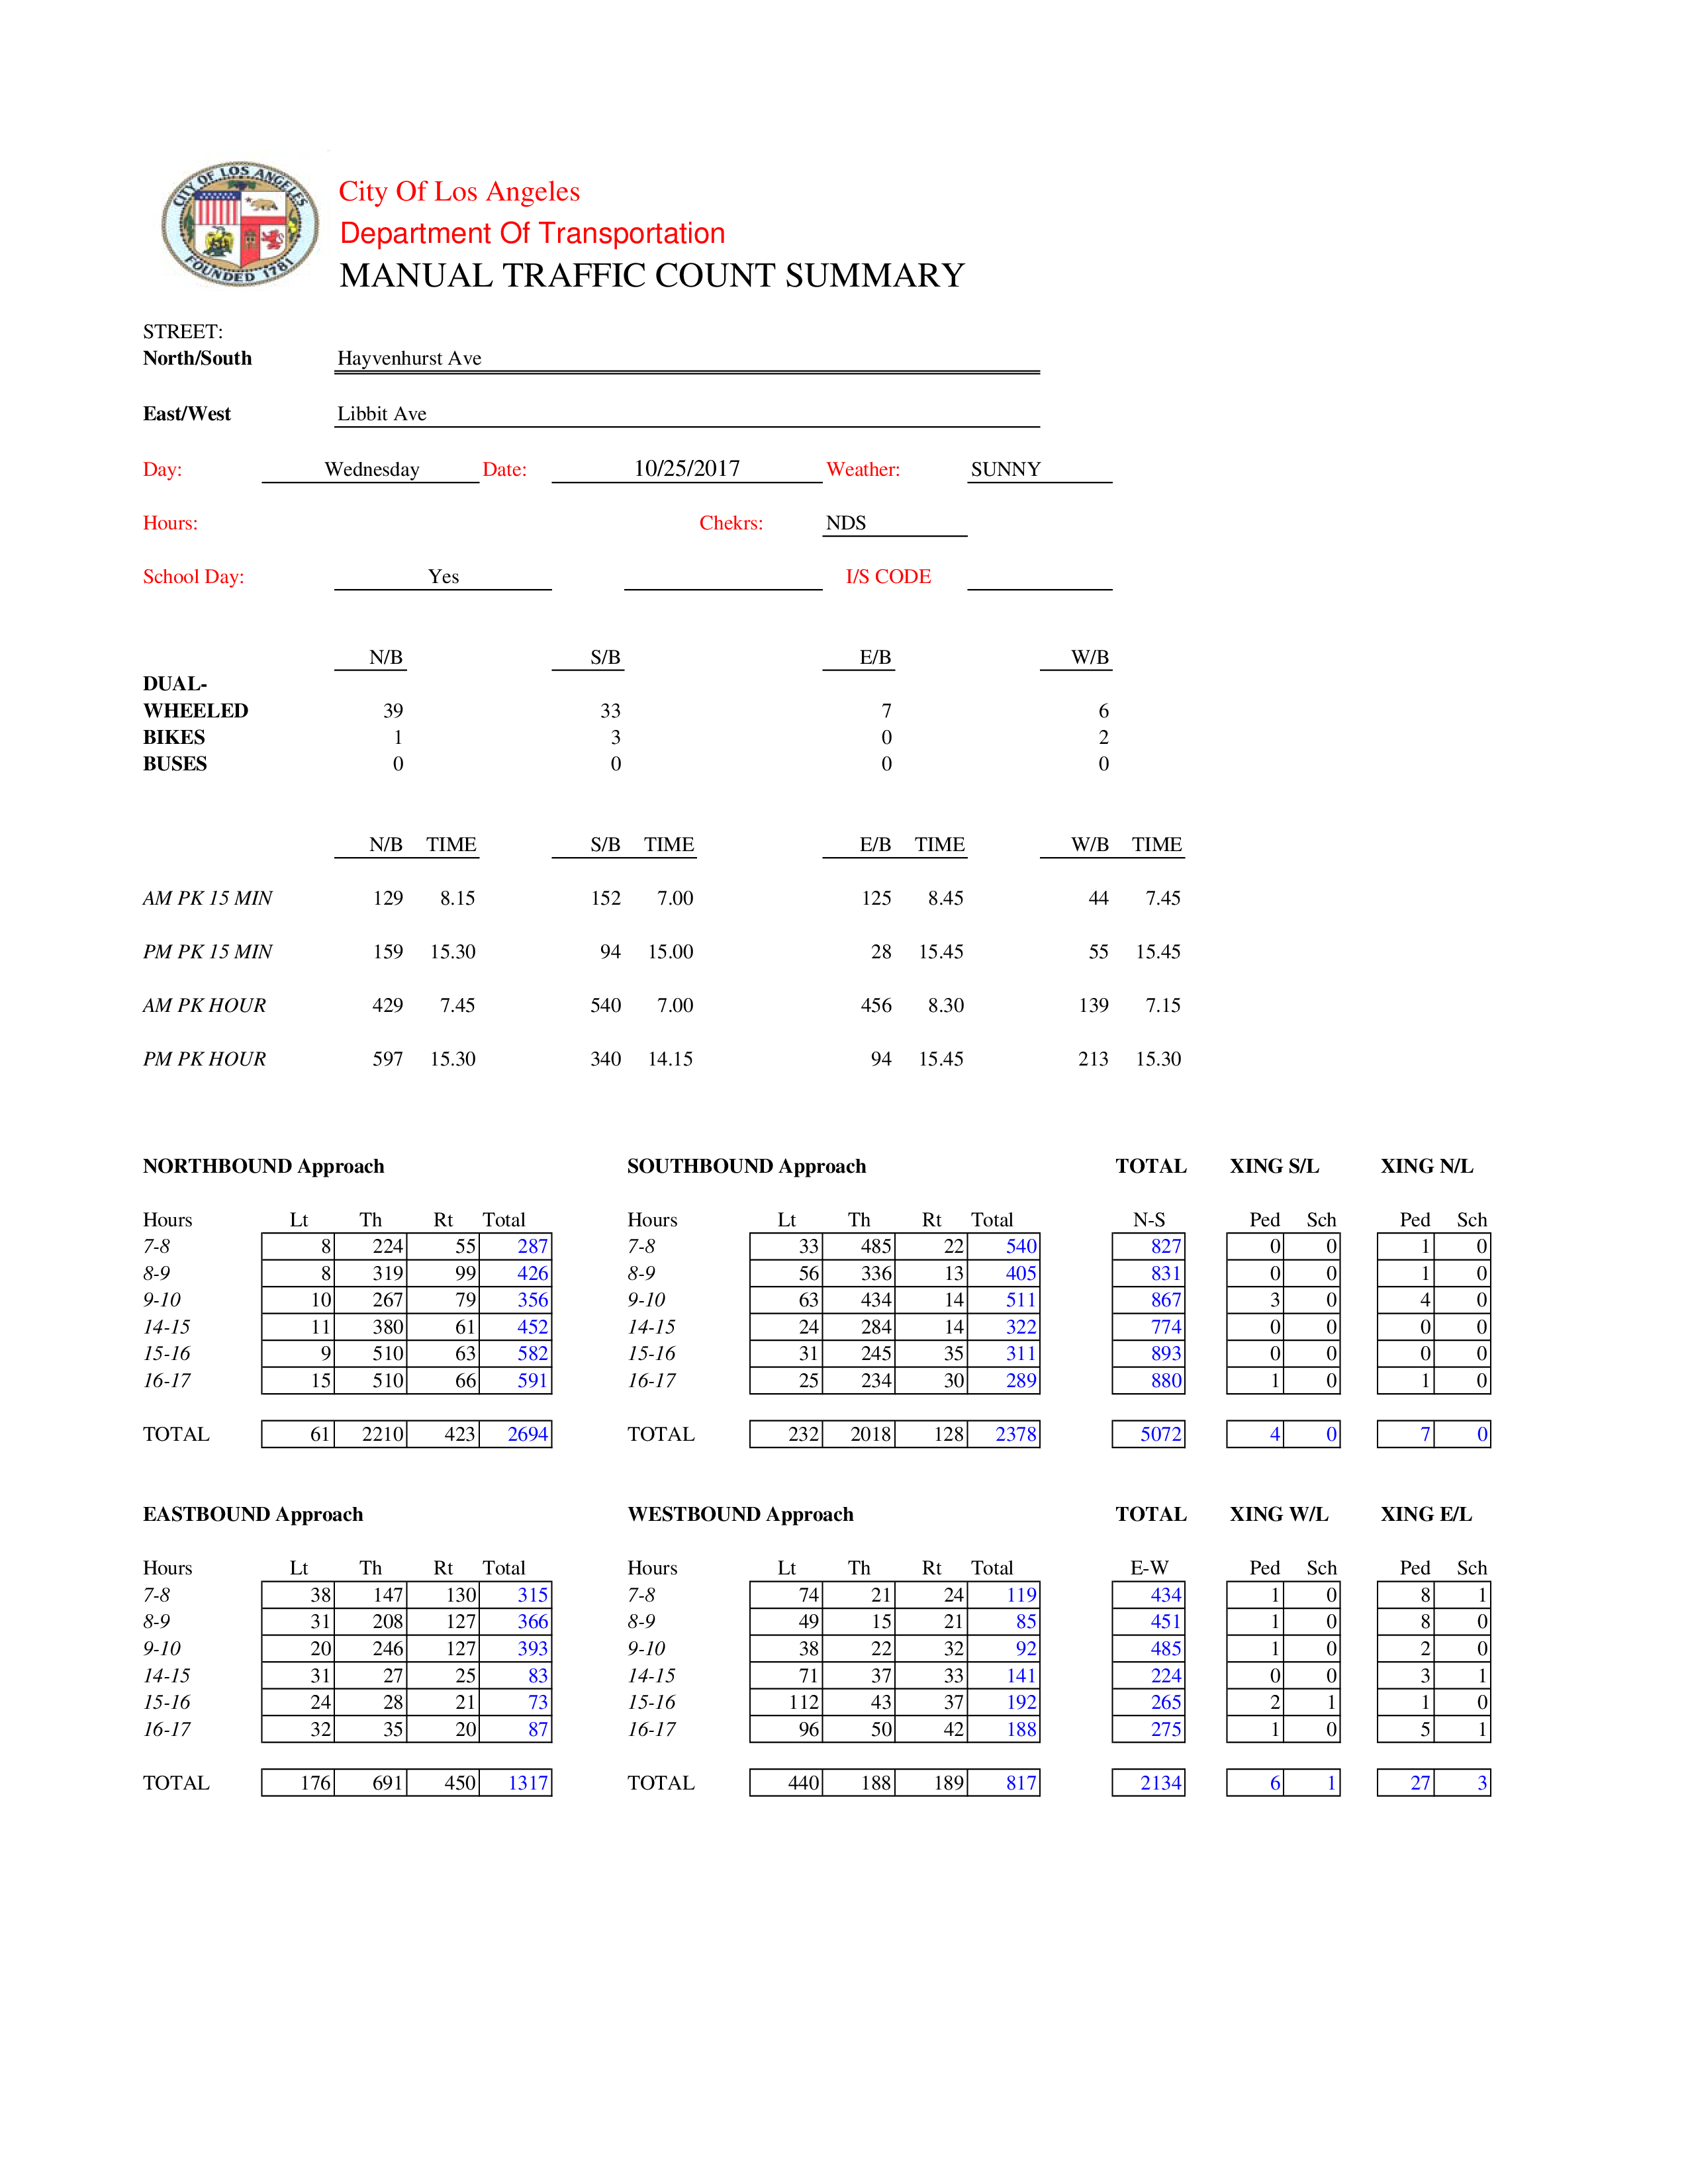 CITY OF LOS ANGELES
FOUNDED 1781
City Of Los Angeles
Department Of Transportation
MANUAL TRAFFIC COUNT SUMMARY
STREET:
North/South Hayvenhurst Ave
East/West Libbit Ave
Day: Wednesday Date: 10/25/2017 Weather: SUNNY
Hours: Chekrs: NDS
School Day: Yes I/S CODE
N/B S/B E/B W/B
DUAL-
WHEELED 39 33 7 6
BIKES 1 3 0 2
BUSES 0 0 0 0
N/B TIME S/B TIME E/B TIME W/B TIME
AM PK 15 MIN 129 8.15 152 7.00 125 8.45 44 7.45
PM PK 15 MIN 159 15.30 94 15.00 28 15.45 55 15.45
AM PK HOUR 429 7.45 540 7.00 456 8.30 139 7.15
PM PK HOUR 597 15.30 340 14.15 94 15.45 213 15.30
NORTHBOUND Approach SOUTHBOUND Approach TOTAL XING S/L XING N/L
Hours Lt Th Rt Total Hours Lt Th Rt Total N-S Ped Sch Ped Sch
7-8 8 224 55 287 7-8 33 485 22 540 827 0 0 1 0
8-9 8 319 99 426 8-9 56 336 13 405 831 0 0 1 0
9-10 10 267 79 356 9-10 63 434 14 511 867 3 0 4 0
14-15 11 380 61 452 14-15 24 284 14 322 774 0 0 0 0
15-16 9 510 63 582 15-16 31 245 35 311 893 0 0 0 0
16-17 15 510 66 591 16-17 25 234 30 289 880 1 0 1 0
TOTAL 61 2210 423 2694 TOTAL 232 2018 128 2378 5072 4 0 7 0
EASTBOUND Approach WESTBOUND Approach TOTAL XING W/L XING E/L
Hours Lt Th Rt Total Hours Lt Th Rt Total E-W Ped Sch Ped Sch
7-8 38 147 130 315 7-8 74 21 24 119 434 1 0 8 1
8-9 31 208 127 366 8-9 49 15 21 85 451 1 0 8 0
9-10 20 246 127 393 9-10 38 22 32 92 485 1 0 2 0
14-15 31 27 25 83 14-15 71 37 33 141 224 0 0 3 1
15-16 24 28 21 73 15-16 112 43 37 192 265 2 1 1 0
16-17 32 35 20 87 16-17 96 50 42 188 275 1 0 5 1
TOTAL 176 691 450 1317 TOTAL 440 188 189 817 2134 6 1 27 3